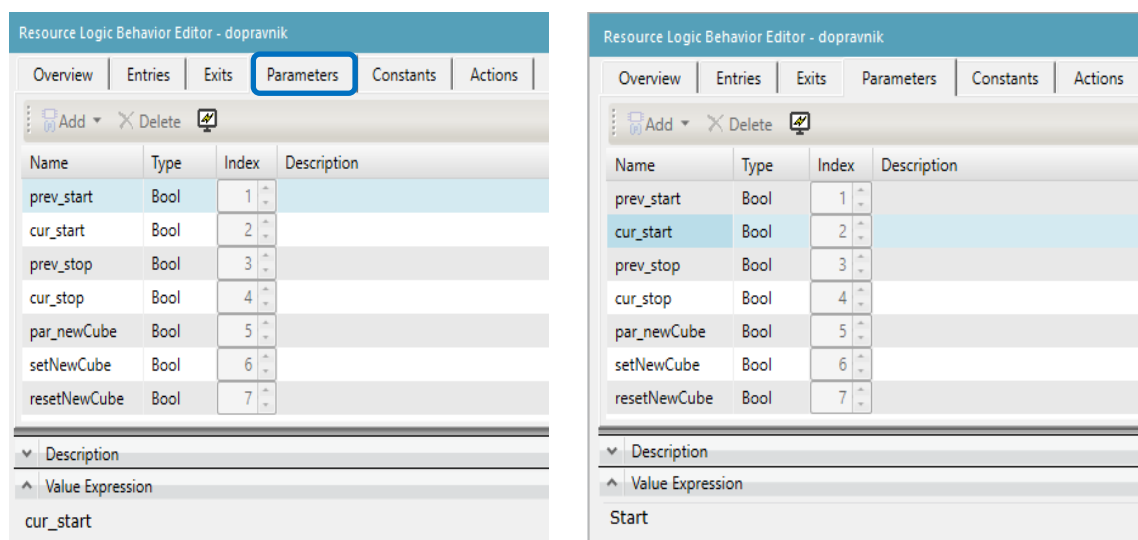 Resource Logic Behavior Editor - dopravnik
Overview Entries Exits Parameters Constants Actions
Add Delete
Name Type Index Description
prev_start Bool 1
cur_start Bool 2
prev_stop Bool 3
cur_stop Bool 4
par_newCube Bool 5
setNewCube Bool 6
resetNewCube Bool 7
Description
Value Expression
cur_start
Resource Logic Behavior Editor - dopravnik
Overview Entries Exits Parameters Constants Actions
Add Delete
Name Type Index Description
prev_start Bool 1
cur_start Bool 2
prev_stop Bool 3
cur_stop Bool 4
par_newCube Bool 5
setNewCube Bool 6
resetNewCube Bool 7
Description
Value Expression
Start